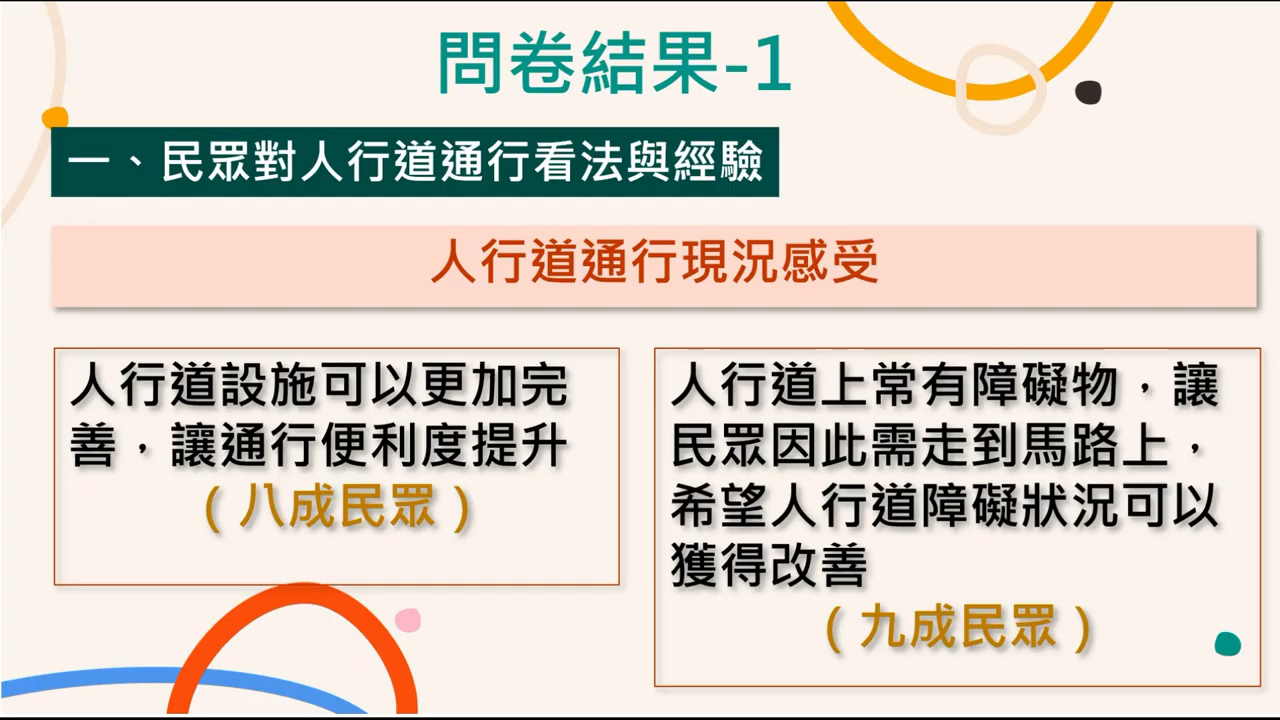 問卷結果-1
一、民眾對人行道通行看法與經驗
人行道通行現況感受
人行道設施可以更加完
善，讓通行便利度提升
（八成民眾）
人行道上常有障礙物，讓
民眾因此需走到馬路上，
希望人行道障礙狀況可以
獲得改善
（九成民眾）